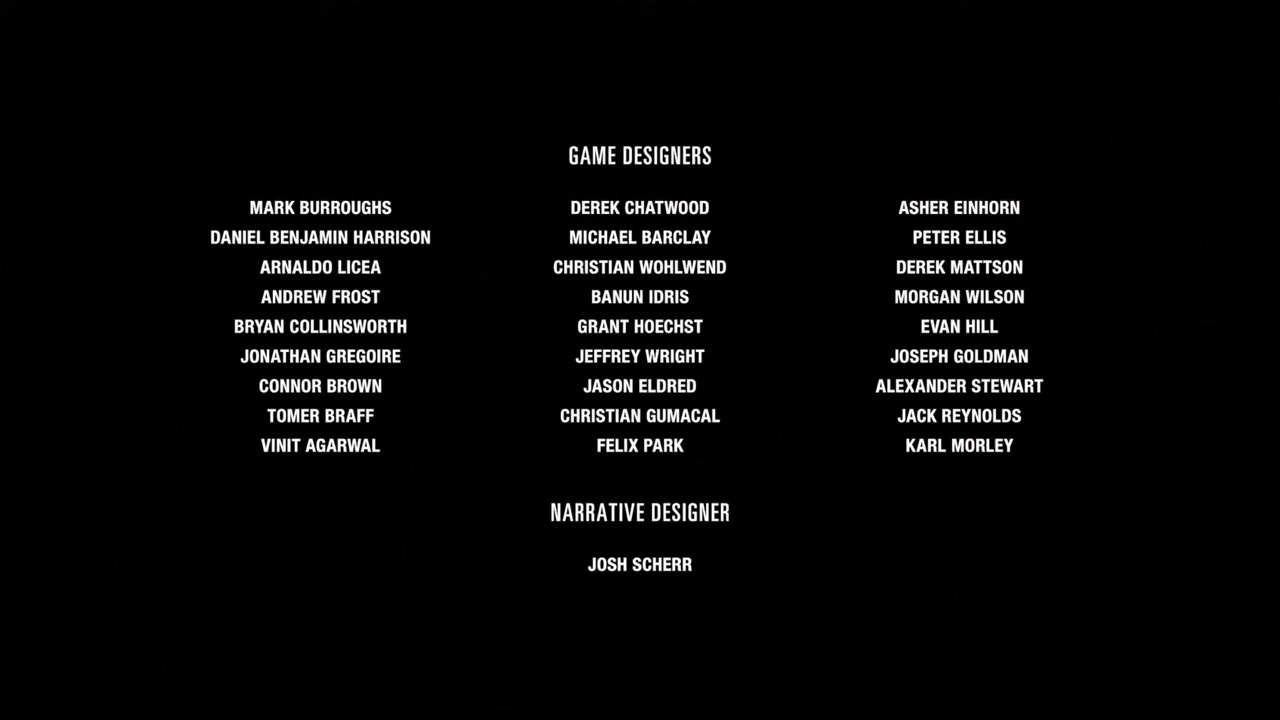 GAME DESIGNERS
MARK BURROUGHS DEREK CHATWOOD ASHER EINHORN
DANIEL BENJAMIN HARRISON MICHAEL BARCLAY PETER ELLIS
ARNALDO LICEA CHRISTIAN WOHLWEND DEREK MATTSON
ANDREW FROST BANUN IDRIS MORGAN WILSON
BRYAN COLLINSWORTH GRANT HOECHST EVAN HILL
JONATHAN GREGOIRE JEFFREY WRIGHT JOSEPH GOLDMAN
CONNOR BROWN JASON ELDRED ALEXANDER STEWART
TOMER BRAFF CHRISTIAN GUMACAL JACK REYNOLDS
VINIT AGARWAL FELIX PARK KARL MORLEY
NARRATIVE DESIGNER
JOSH SCHERR